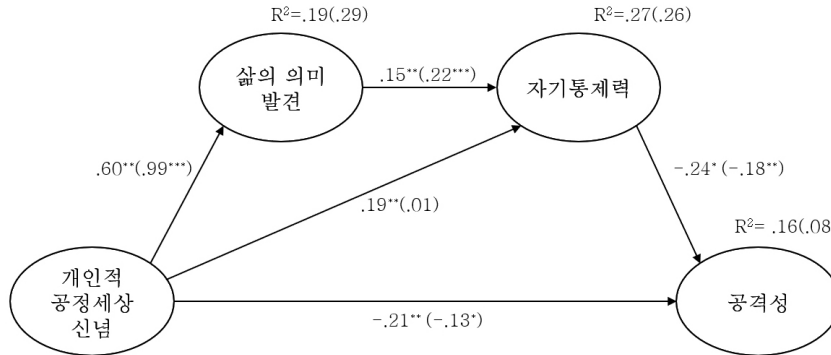 R²=.19(.29)
R²=.27(.26)
삶의 의미
발견
.15**(.22***)
자기통제력
.60**(.99***)
.19**(.01)
-.24* (-.18**)
R²= .16(.08
개인적
공정세상
신념
공격성
-.21** (-.13*)